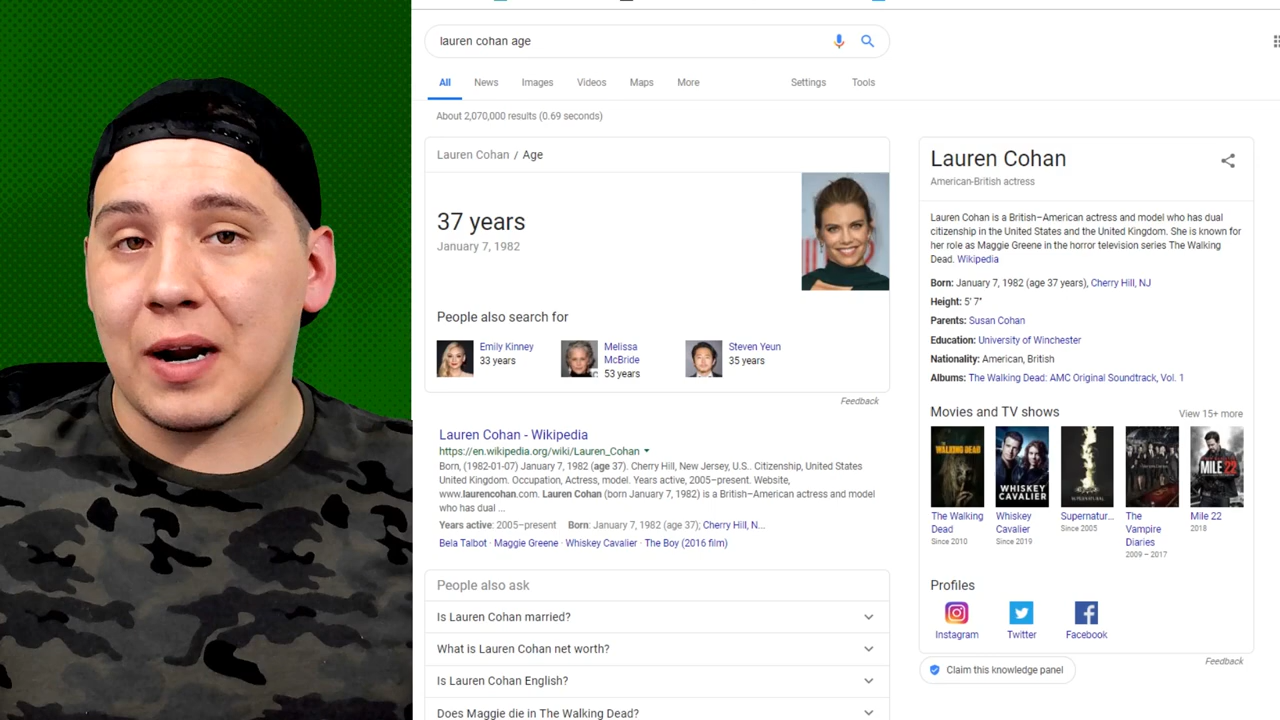 lauren cohan age
All News Images Videos Maps More Settings Tools
About 2,070,000 results (0.69 seconds)
Lauren Cohan / Age
37 years
January 7, 1982
People also search for
Emily Kinney
33 years
Melissa
McBride
53 years
Steven Yeun
35 years
Feedback
Lauren Cohan - Wikipedia
https://en.wikipedia.org/wiki/Lauren_Cohan
Born, (1982-01-07) January 7, 1982 (age 37). Cherry Hill, New Jersey, U.S.. Citizenship, United States
United Kingdom. Occupation, Actress, model. Years active, 2005–present. Website,
www.laurencohan.com. Lauren Cohan (born January 7, 1982) is a British–American actress and model
who has dual ...
Years active: 2005–present Born: January 7, 1982 (age 37); Cherry Hill, N...
Bela Talbot · Maggie Greene · Whiskey Cavalier · The Boy (2016 film)
People also ask
Is Lauren Cohan married?
What is Lauren Cohan net worth?
Is Lauren Cohan English?
Does Maggie die in The Walking Dead?
Lauren Cohan
American-British actress
Lauren Cohan is a British–American actress and model who has dual
citizenship in the United States and the United Kingdom. She is known for
her role as Maggie Greene in the horror television series The Walking
Dead. Wikipedia
Born: January 7, 1982 (age 37 years), Cherry Hill, NJ
Height: 5′ 7″
Parents: Susan Cohan
Education: University of Winchester
Nationality: American, British
Albums: The Walking Dead: AMC Original Soundtrack, Vol. 1
Movies and TV shows
View 15+ more
WALKING DEAD
WHISKEY
CAVALIER
SUPERNATURAL
MILE 22
The Walking
Dead
Since 2010
Whiskey
Cavalier
Since 2019
Supernatur...
Since 2005
The
Vampire
Diaries
2009 – 2017
Mile 22
2018
Profiles
Instagram
Twitter
Facebook
Feedback
Claim this knowledge panel